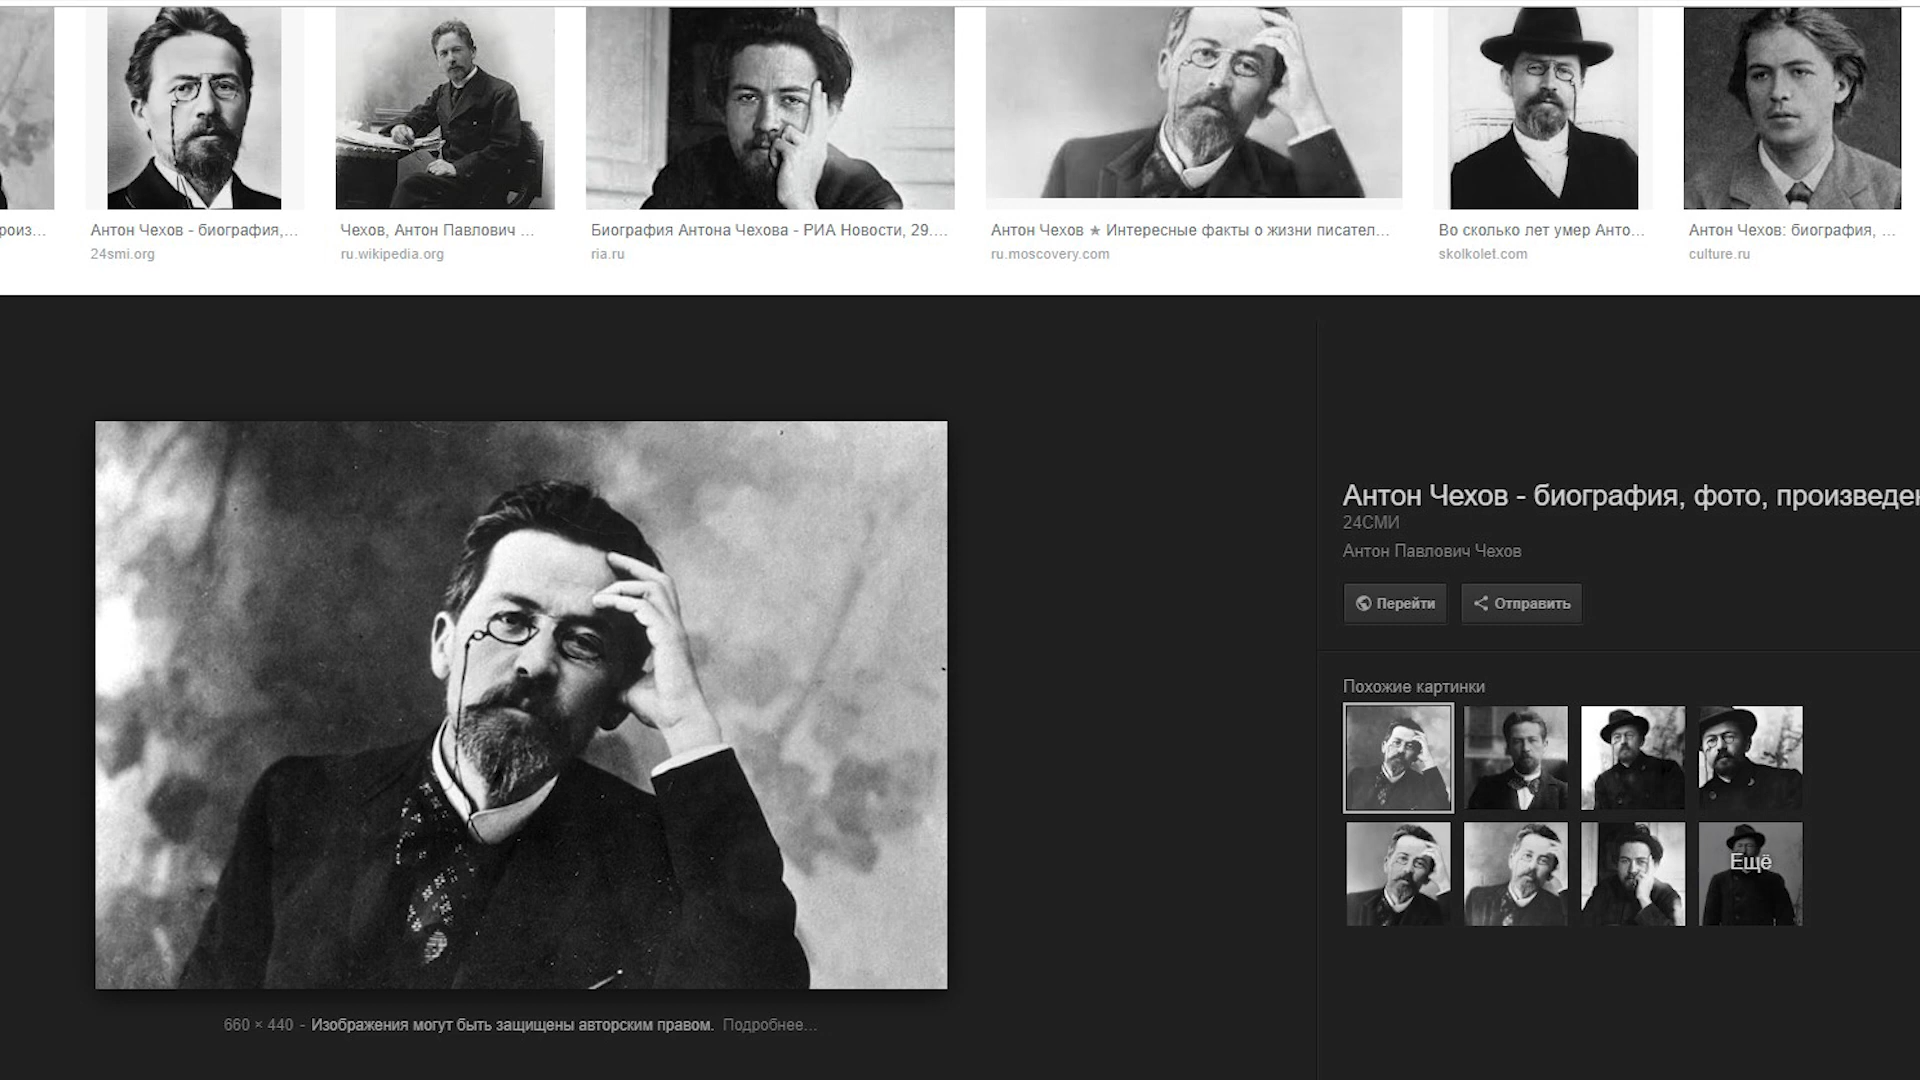 роиз...
Антон Чехов - биография,...
24smi.org
Чехов, Антон Павлович ...
ru.wikipedia.org
Биография Антона Чехова - РИА Новости, 29....
ria.ru
Антон Чехов ★ Интересные факты о жизни писател...
ru.moscovery.com
Во сколько лет умер Анто...
skolkolet.com
Антон Чехов: биография, ...
culture.ru
Антон Чехов - биография, фото, произведен
24СМИ
Антон Павлович Чехов
Перейти
Отправить
Похожие картинки
Ещё
660 × 440 - Изображения могут быть защищены авторским правом. Подробнее...